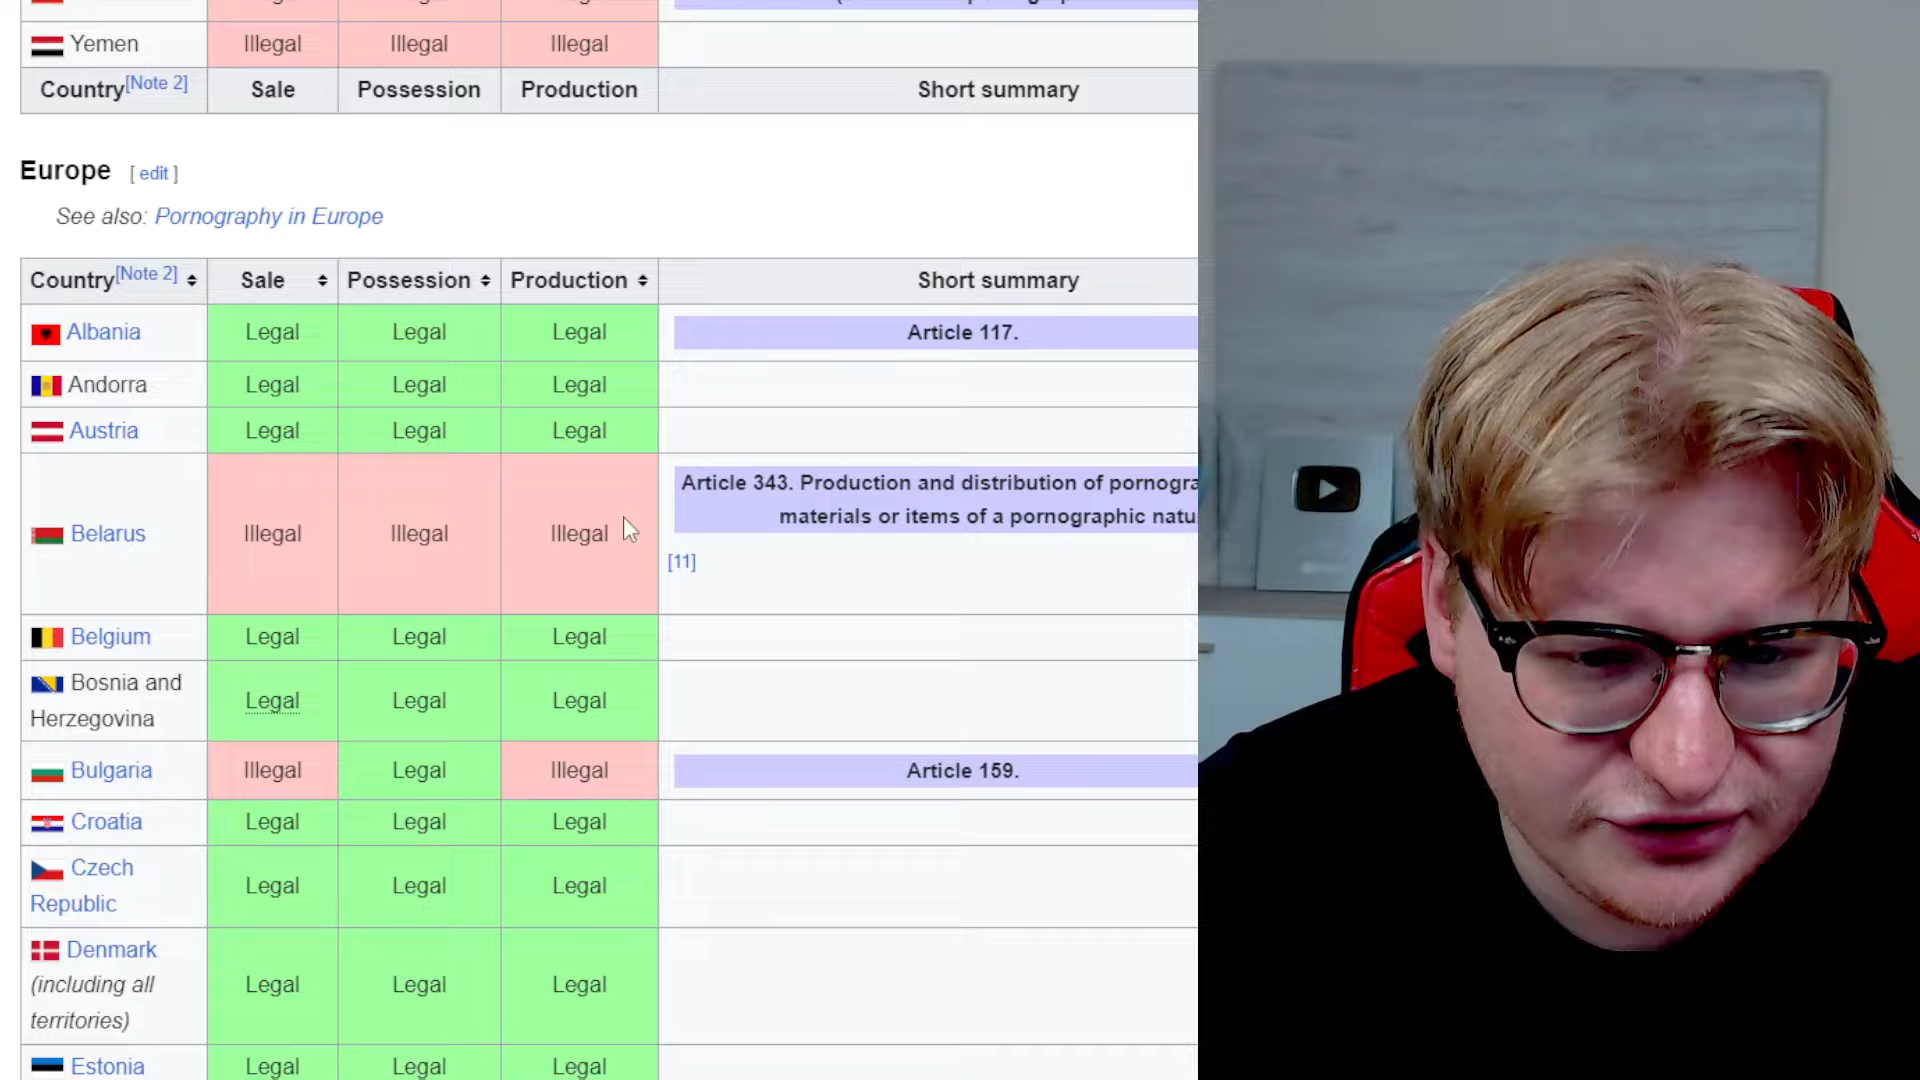 Yemen Illegal Illegal Illegal
Country[Note 2] Sale Possession Production Short summary
Europe [ edit ]
See also: Pornography in Europe
Country[Note 2] Sale Possession Production Short summary
Albania Legal Legal Legal Article 117.
Andorra Legal Legal Legal
Austria Legal Legal Legal
Belarus Illegal Illegal Illegal
Article 343. Production and distribution of pornogra
materials or items of a pornographic natu
[11]
Belgium Legal Legal Legal
Bosnia and
Herzegovina
Legal Legal Legal
Bulgaria Illegal Legal Illegal Article 159.
Croatia Legal Legal Legal
Czech
Republic
Legal Legal Legal
Denmark
(including all
territories)
Legal Legal Legal
Estonia Legal Legal Legal